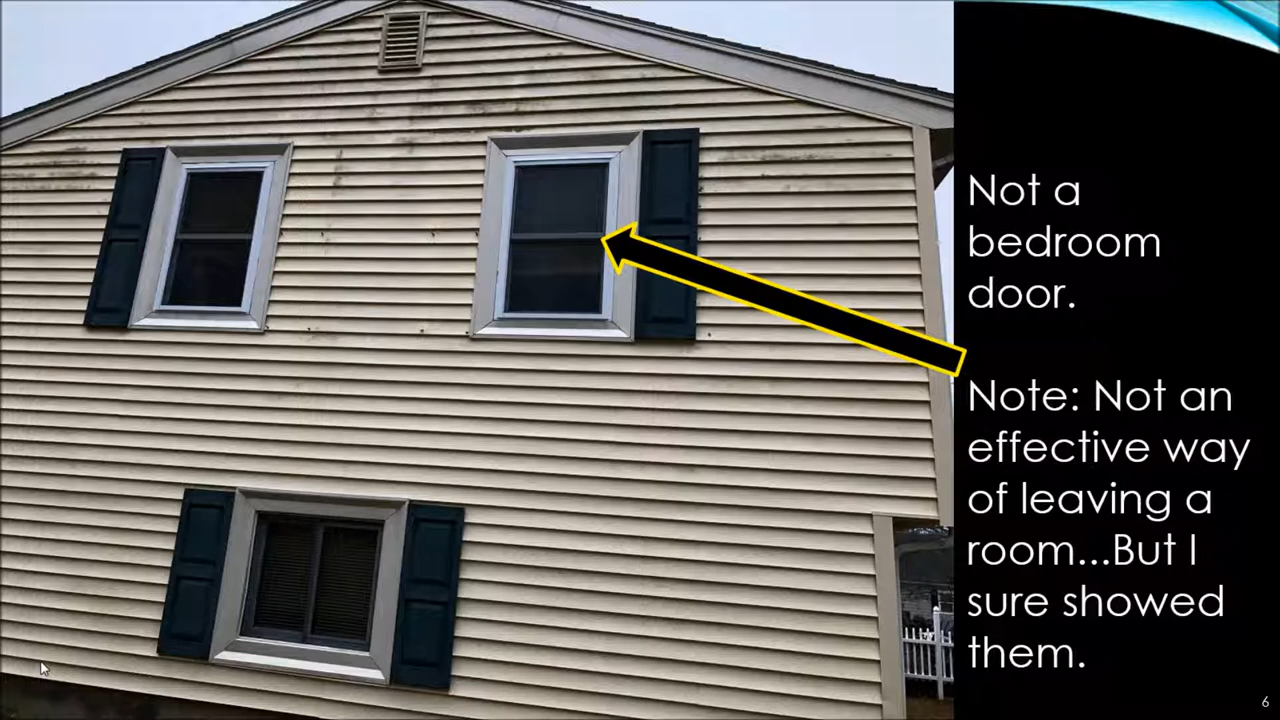 Not a
bedroom
door.
Note: Not an
effective way
of leaving a
room...But I
sure showed
them.
6